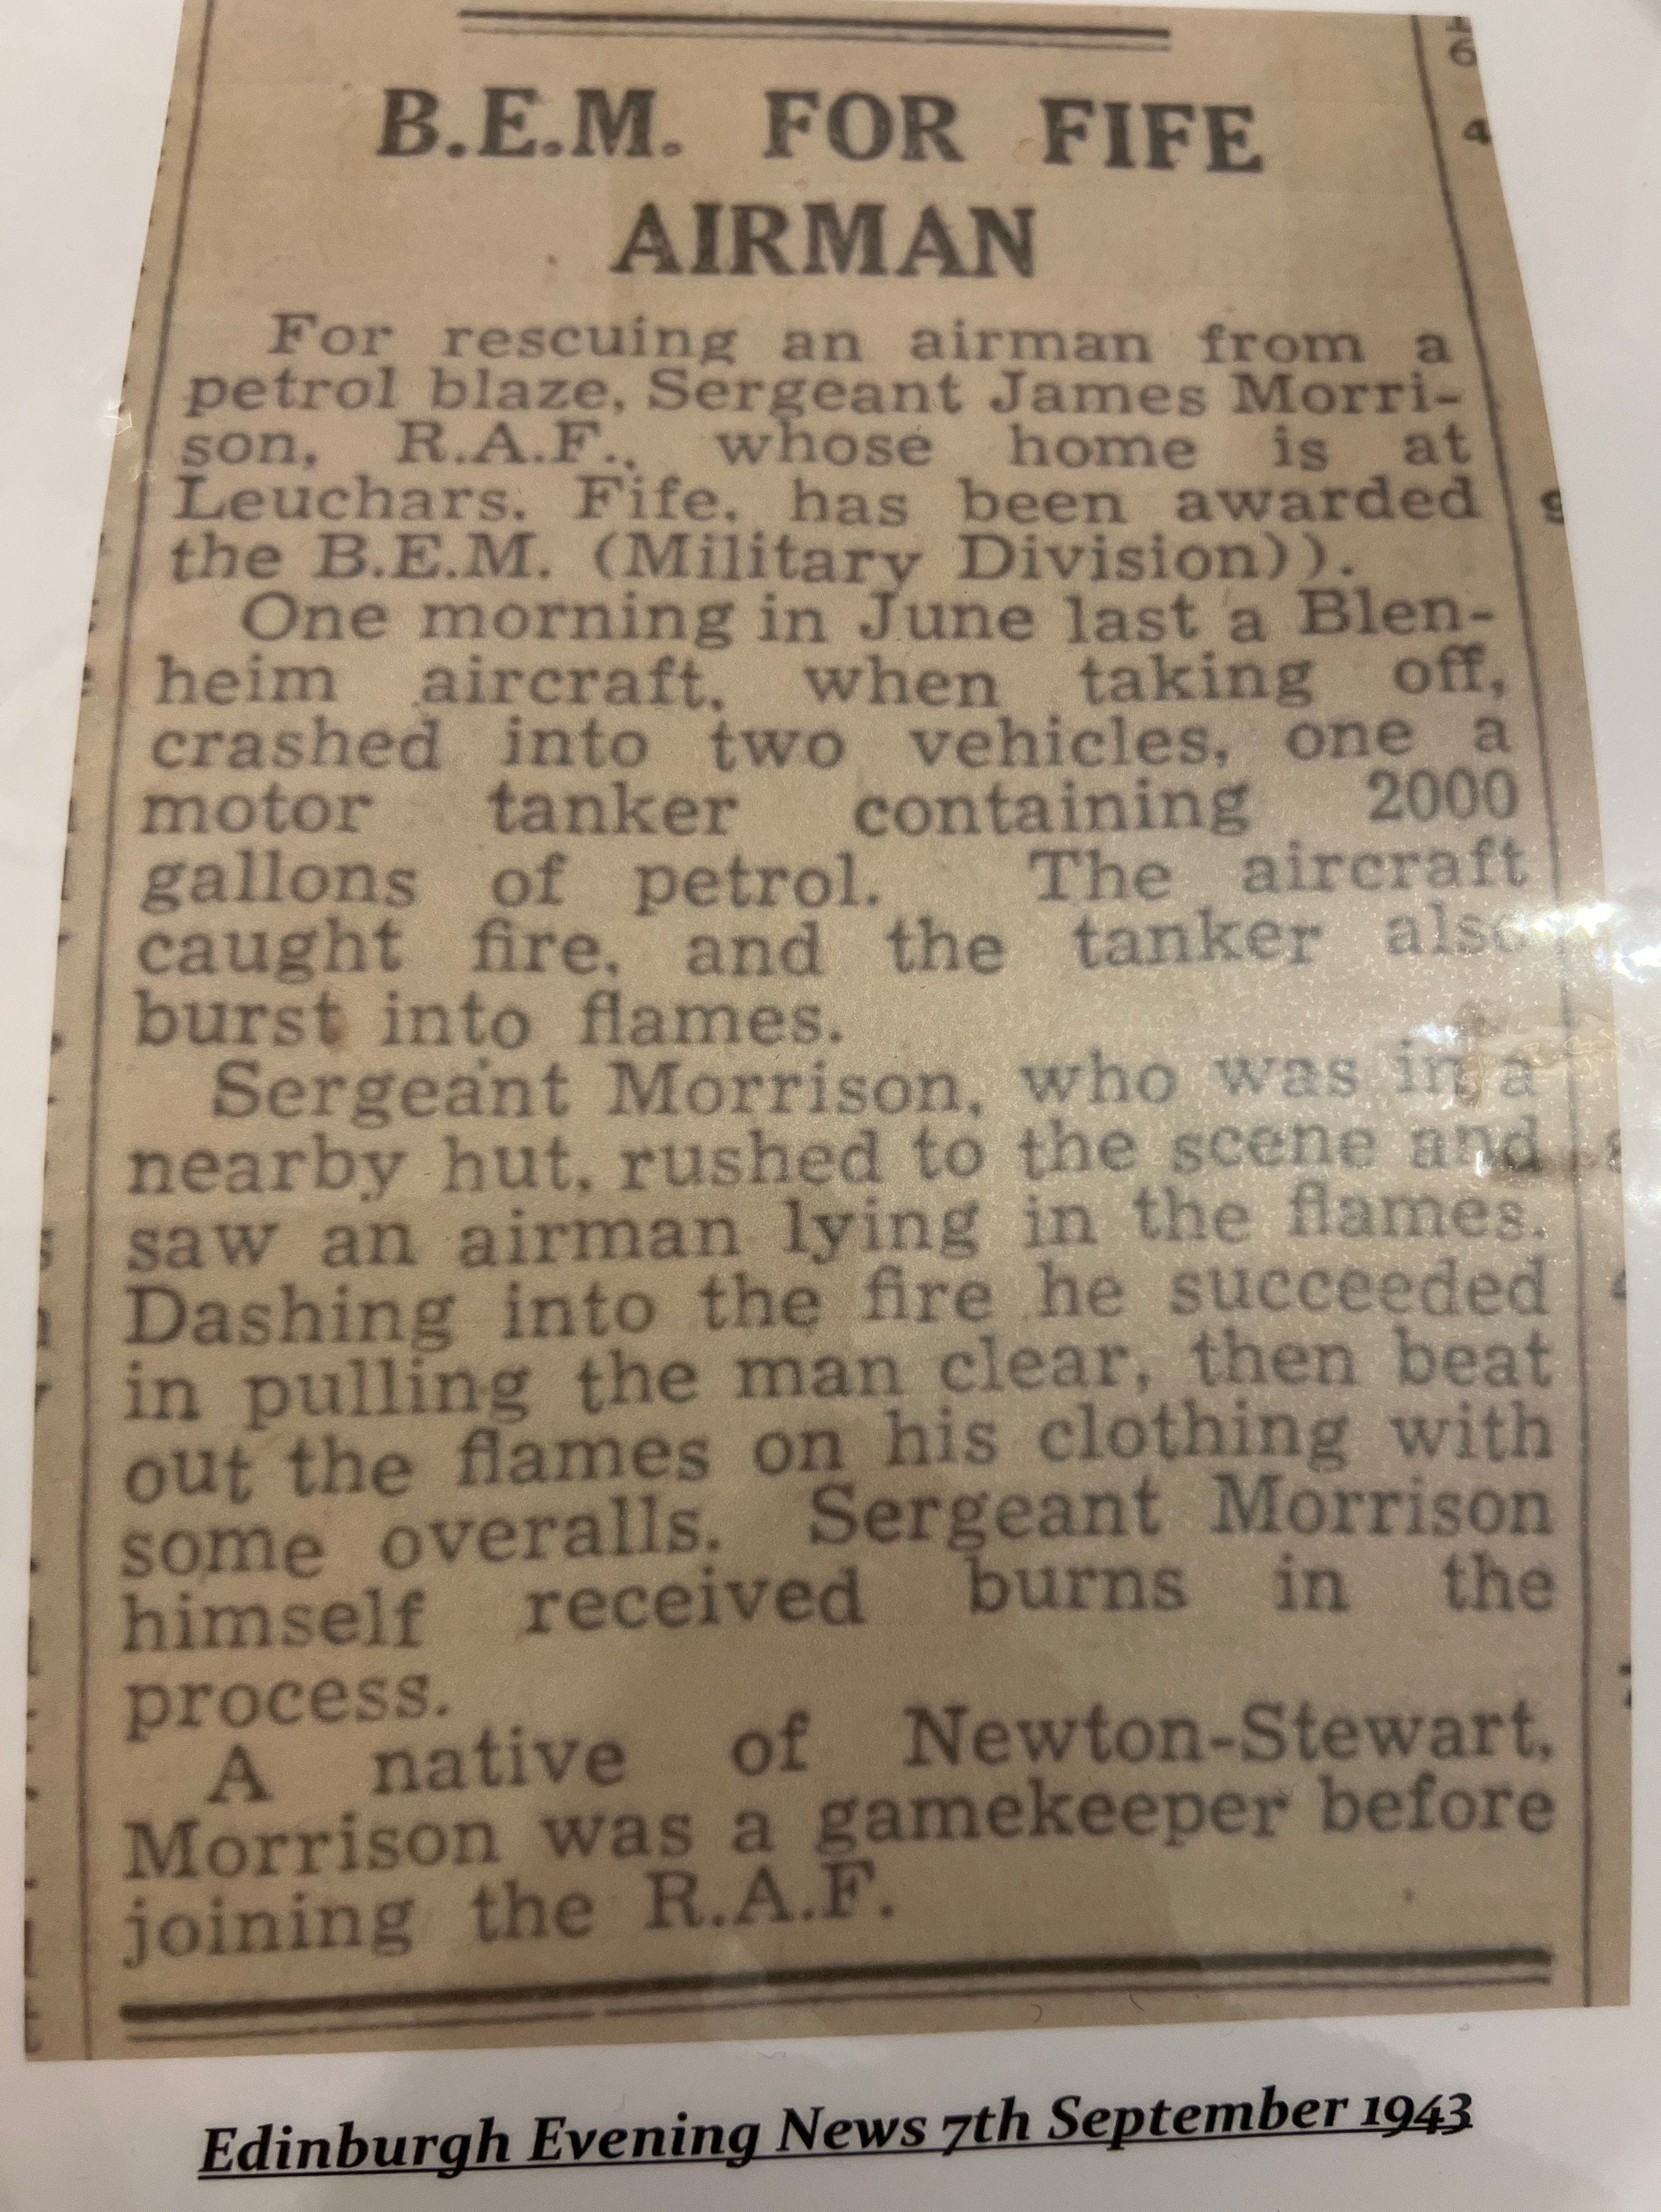 B.E.M. FOR FIFE
AIRMAN
For rescuing an airman from a
petrol blaze, Sergeant James Morri-
son, R.A.F., whose home is at
Leuchars, Fife, has been awarded
the B.E.M. (Military Division)).
One morning in June last a Blen-
heim aircraft, when taking off,
crashed into two vehicles, one a
motor tanker containing 2000
gallons of petrol. The aircraft
caught fire, and the tanker also
burst into flames.
Sergeant Morrison, who was in a
nearby hut, rushed to the scene and
saw an airman lying in the flames.
Dashing into the fire he succeeded
in pulling the man clear, then beat
out the flames on his clothing with
some overalls. Sergeant Morrison
himself received burns in the
process.
A native of Newton-Stewart,
Morrison was a gamekeeper before
joining the R.A.F.
Edinburgh Evening News 7th September 1943